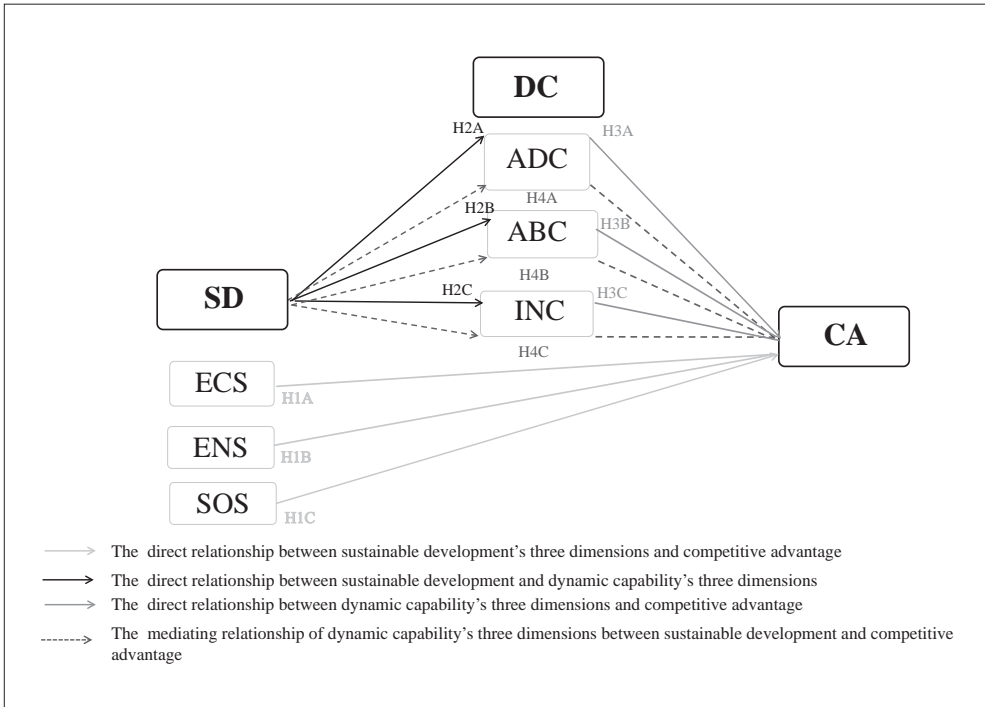 DC
H2A
H3A
ADC
H4A
H2B
H3B
ABC
H4B
SD
H2C
H3C
INC
CA
H4C
ECS
H1A
ENS
H1B
SOS
H1C
The direct relationship between sustainable development's three dimensions and competitive advantage
The direct relationship between sustainable development and dynamic capability's three dimensions
The direct relationship between dynamic capability's three dimensions and competitive advantage
The mediating relationship of dynamic capability's three dimensions between sustainable development and competitive
advantage